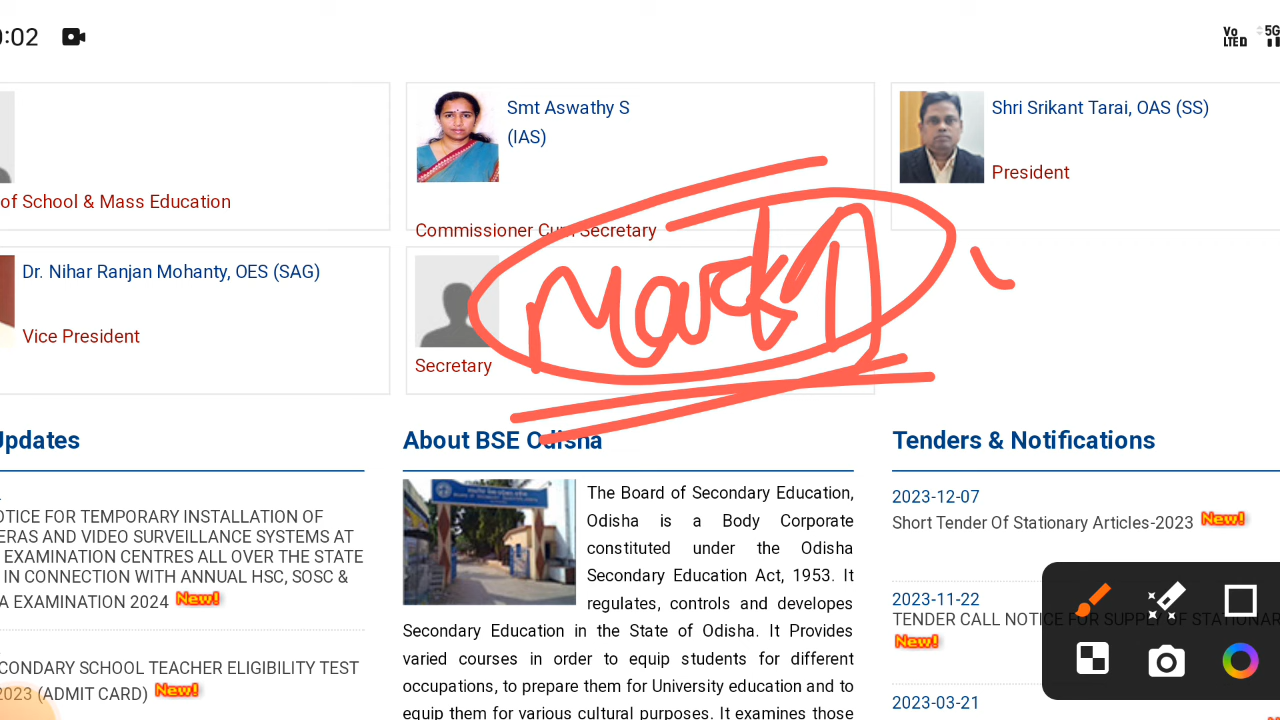 :02
Vo
LTE D
5G
Smt Aswathy S
(IAS)
Commissioner Cum Secretary
Shri Srikant Tarai, OAS (SS)
President
of School & Mass Education
Dr. Nihar Ranjan Mohanty, OES (SAG)
Vice President
Secretary
Updates
OTICE FOR TEMPORARY INSTALLATION OF
ERAS AND VIDEO SURVEILLANCE SYSTEMS AT
EXAMINATION CENTRES ALL OVER THE STATE
IN CONNECTION WITH ANNUAL HSC, SOSC &
A EXAMINATION 2024 New!
CONDARY SCHOOL TEACHER ELIGIBILITY TEST
2023 (ADMIT CARD) New!
About BSE Odisha
The Board of Secondary Education,
Odisha is a Body Corporate
constituted under the Odisha
Secondary Education Act, 1953. It
regulates, controls and developes
Secondary Education in the State of Odisha. It Provides
varied courses in order to equip students for different
occupations, to prepare them for University education and to
equip them for various cultural purposes. It examines those
Tenders & Notifications
2023-12-07
Short Tender Of Stationary Articles-2023 New!
2023-11-22
TENDER CALL NOTICE FOR SUPPLY OF STATIONAR
New!
2023-03-21